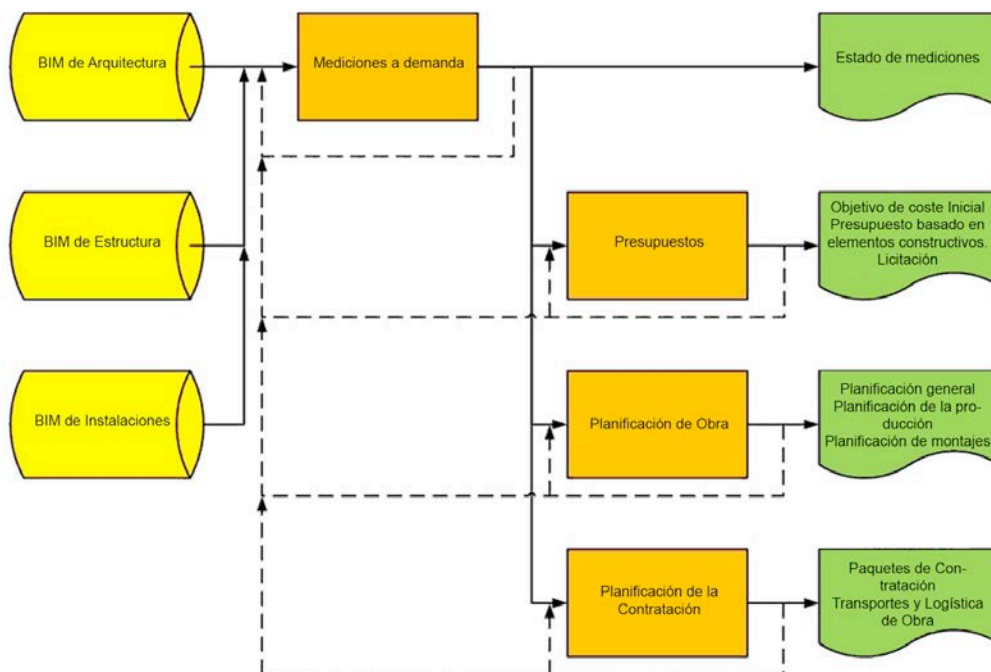 BIM de Arquitectura
Mediciones a demanda
Estado de mediciones
BIM de Estructura
Presupuestos
Objetivo de coste Inicial
Presupuesto basado en
elementos constructivos.
Licitación
BIM de Instalaciones
Planificación de Obra
Planificación general
Planificación de la pro-
ducción
Planificación de montajes
Planificación de la
Contratación
Paquetes de Con-
tratación
Transportes y Logística
de Obra